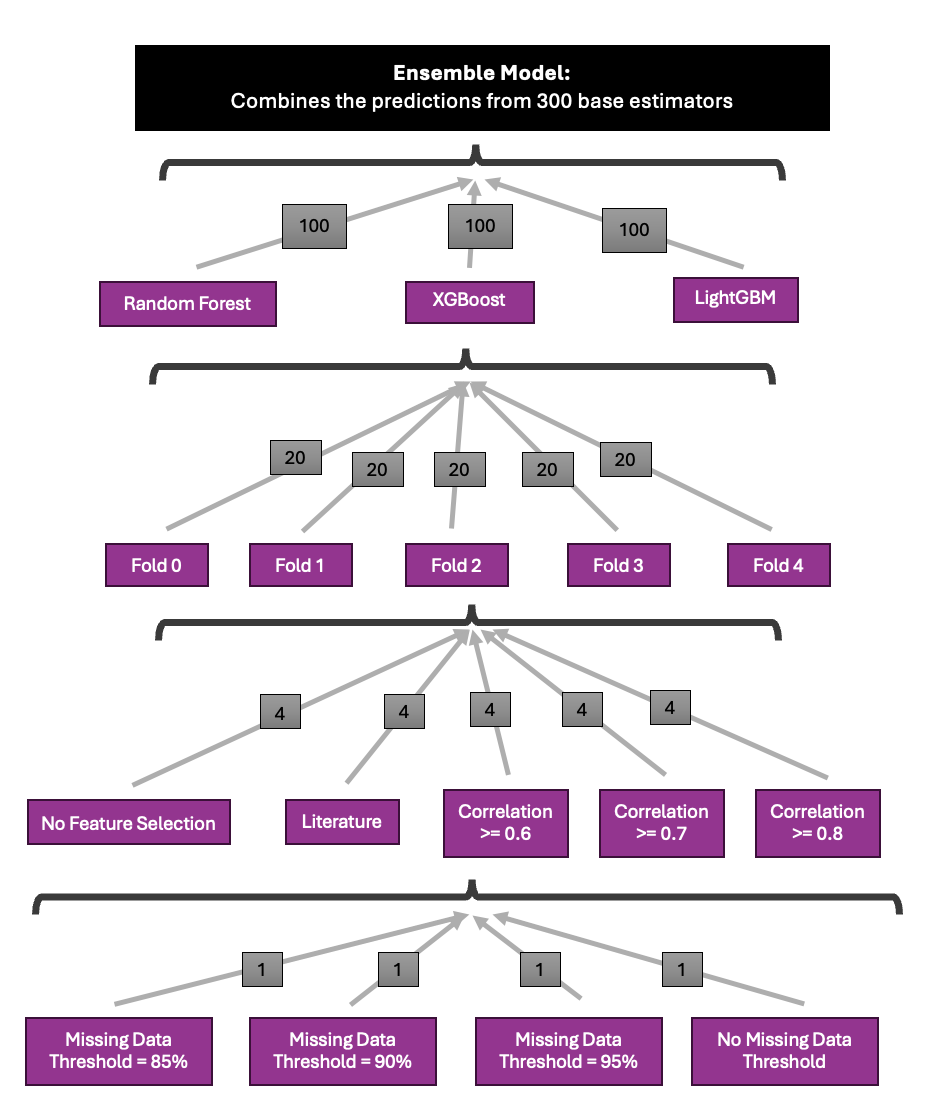 Ensemble Model:
Combines the predictions from 300 base estimators
100
100
100
Random Forest
XGBoost
LightGBM
20
20
20
20
20
Fold 0
Fold 1
Fold 2
Fold 3
Fold 4
4
4
4
4
4
No Feature Selection
Literature
Correlation
>= 0.6
Correlation
>= 0.7
Correlation
>= 0.8
1
1
1
1
Missing Data
Threshold = 85%
Missing Data
Threshold = 90%
Missing Data
Threshold = 95%
No Missing Data
Threshold